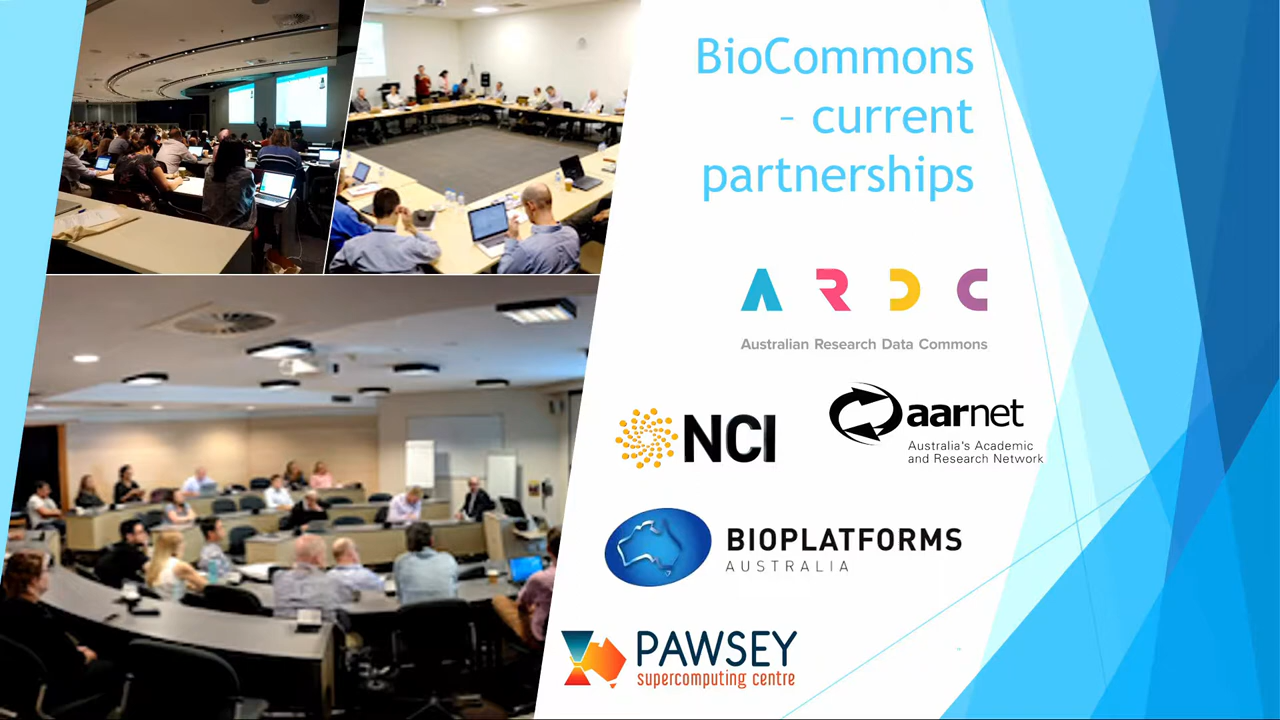 BioCommons
– current
partnerships
ARDC
Australian Research Data Commons
NCI
aarnet
Australia's Academic
and Research Network
BIOPLATFORMS
AUSTRALIA
PAWSEY
supercomputing centre